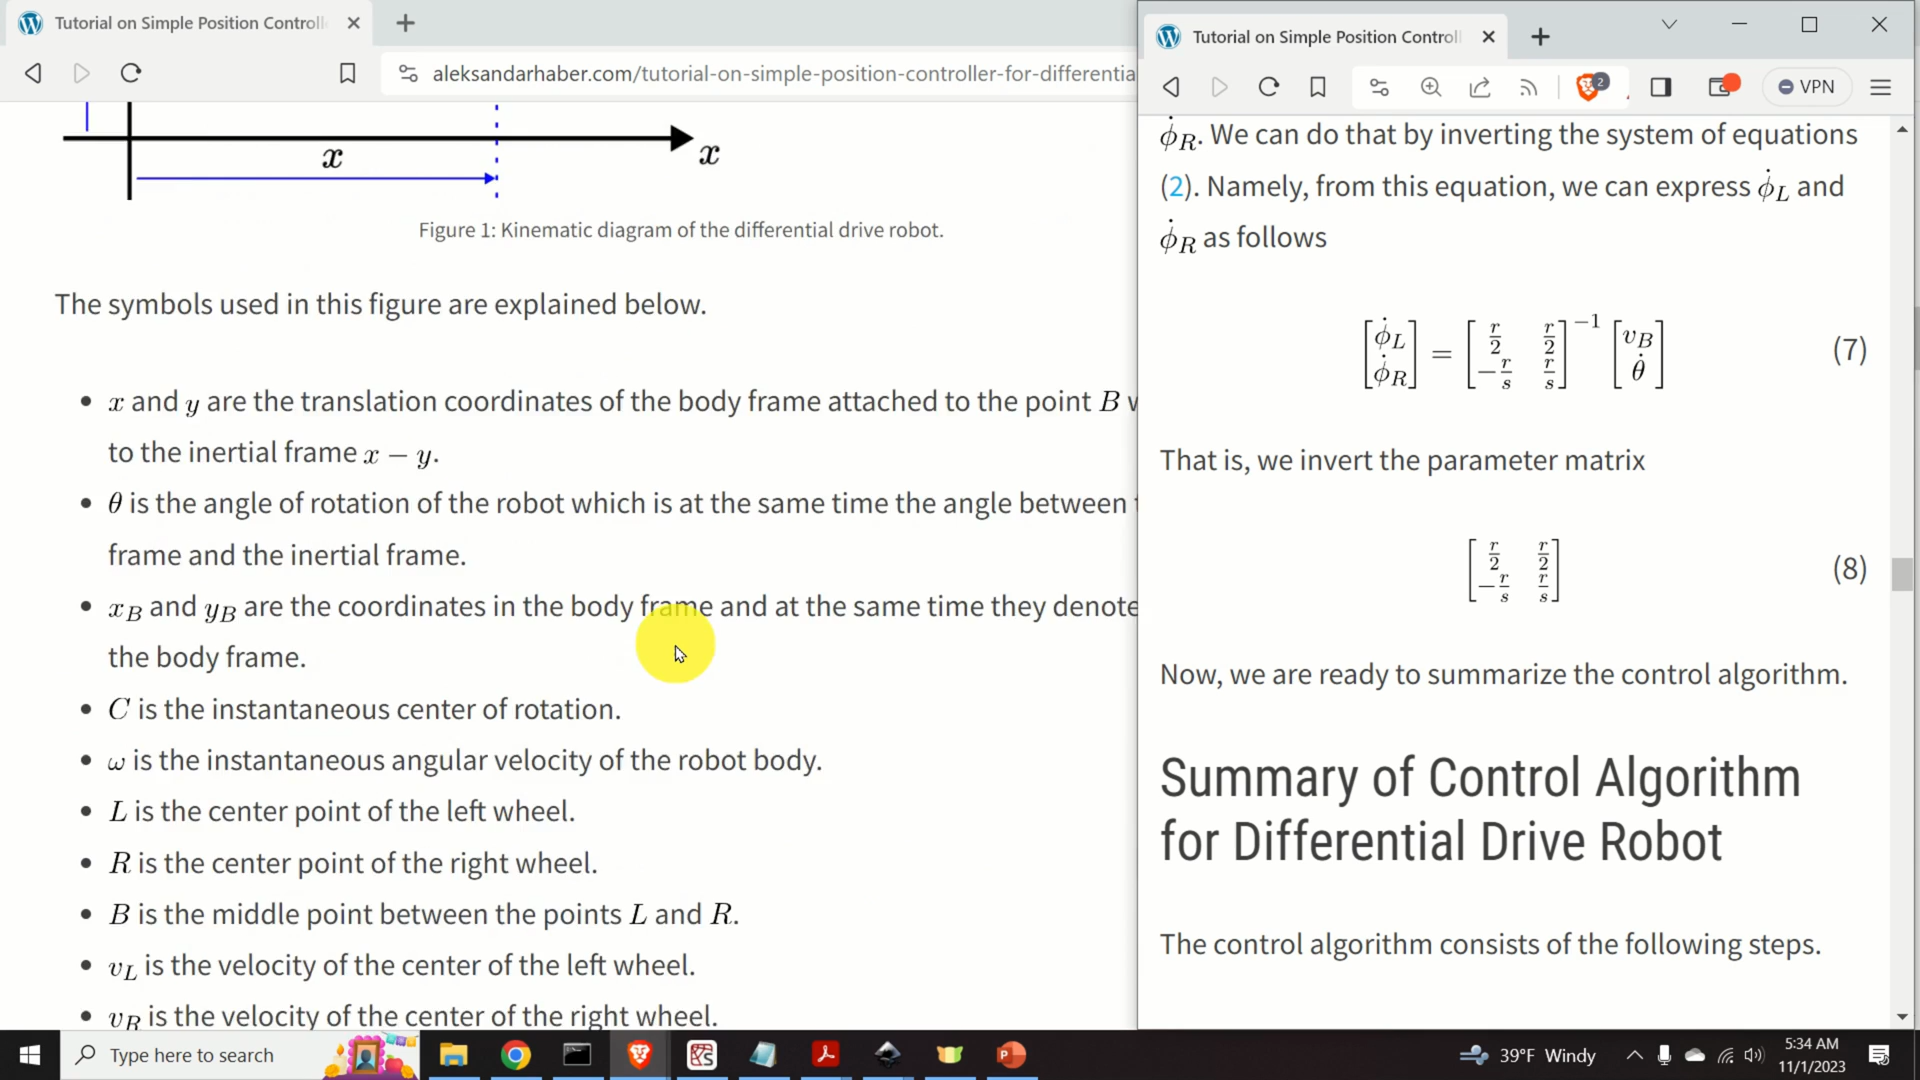 Tutorial on Simple Position Controll
aleksandarhaber.com/tutorial-on-simple-position-controller-for-differentia
x
x
Figure 1: Kinematic diagram of the differential drive robot.
The symbols used in this figure are explained below.
x and y are the translation coordinates of the body frame attached to the point B
to the inertial frame x − y.
θ is the angle of rotation of the robot which is at the same time the angle between
frame and the inertial frame.
x_B and y_B are the coordinates in the body frame and at the same time they denote
the body frame.
C is the instantaneous center of rotation.
ω is the instantaneous angular velocity of the robot body.
L is the center point of the left wheel.
R is the center point of the right wheel.
B is the middle point between the points L and R.
v_L is the velocity of the center of the left wheel.
v_R is the velocity of the center of the right wheel.
Tutorial on Simple Position Control
2
VPN
ϕ̇_R. We can do that by inverting the system of equations
(2). Namely, from this equation, we can express ϕ̇_L and
ϕ̇_R as follows
[ϕ̇_L; ϕ̇_R] = [r/2 r/2; −r/s r/s]^−1 [v_B; θ̇] (7)
That is, we invert the parameter matrix
[r/2 r/2; −r/s r/s] (8)
Now, we are ready to summarize the control algorithm.
Summary of Control Algorithm
for Differential Drive Robot
The control algorithm consists of the following steps.
Type here to search
39°F Windy
5:34 AM
11/1/2023